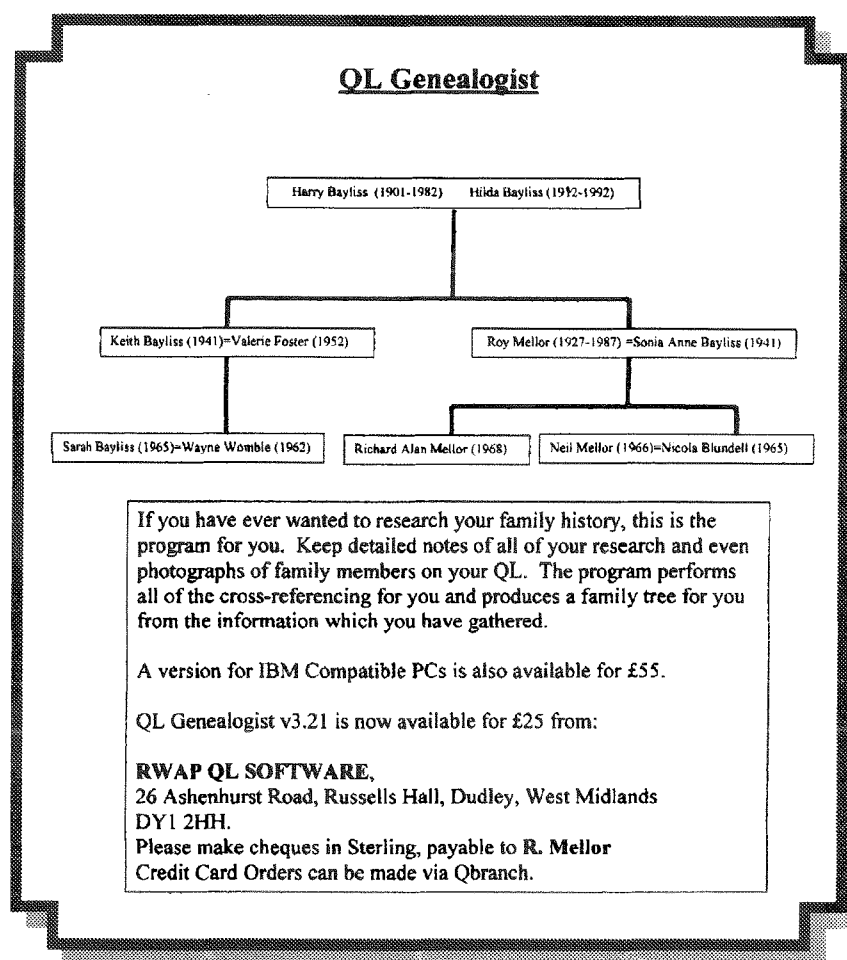 QL Genealogist
Harry Bayliss (1901-1982) Hilda Bayliss (1912-1992)
Keith Bayliss (1941)=Valerie Foster (1952)
Roy Mellor (1927-1987) =Sonia Anne Bayliss (1941)
Sarah Bayliss (1965)=Wayne Womble (1962)
Richard Alan Mellor (1968)
Neil Mellor (1966)=Nicola Blundell (1965)
If you have ever wanted to research your family history, this is the
program for you. Keep detailed notes of all of your research and even
photographs of family members on your QL. The program performs
all of the cross-referencing for you and produces a family tree for you
from the information which you have gathered.
A version for IBM Compatible PCs is also available for £55.
QL Genealogist v3.21 is now available for £25 from:
RWAP QL SOFTWARE,
26 Ashenhurst Road, Russells Hall, Dudley, West Midlands
DY1 2HH.
Please make cheques in Sterling, payable to R. Mellor
Credit Card Orders can be made via Qbranch.